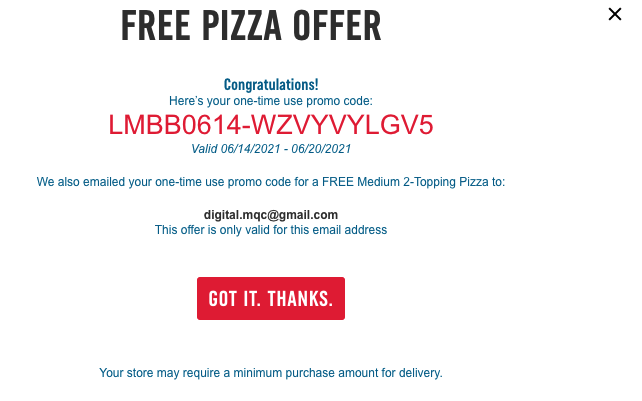 FREE PIZZA OFFER
Congratulations!
Here's your one-time use promo code:
LMBB0614-WZVYVYLGV5
Valid 06/14/2021 - 06/20/2021
We also emailed your one-time use promo code for a FREE Medium 2-Topping Pizza to:
digital.mqc@gmail.com
This offer is only valid for this email address
GOT IT. THANKS.
Your store may require a minimum purchase amount for delivery.